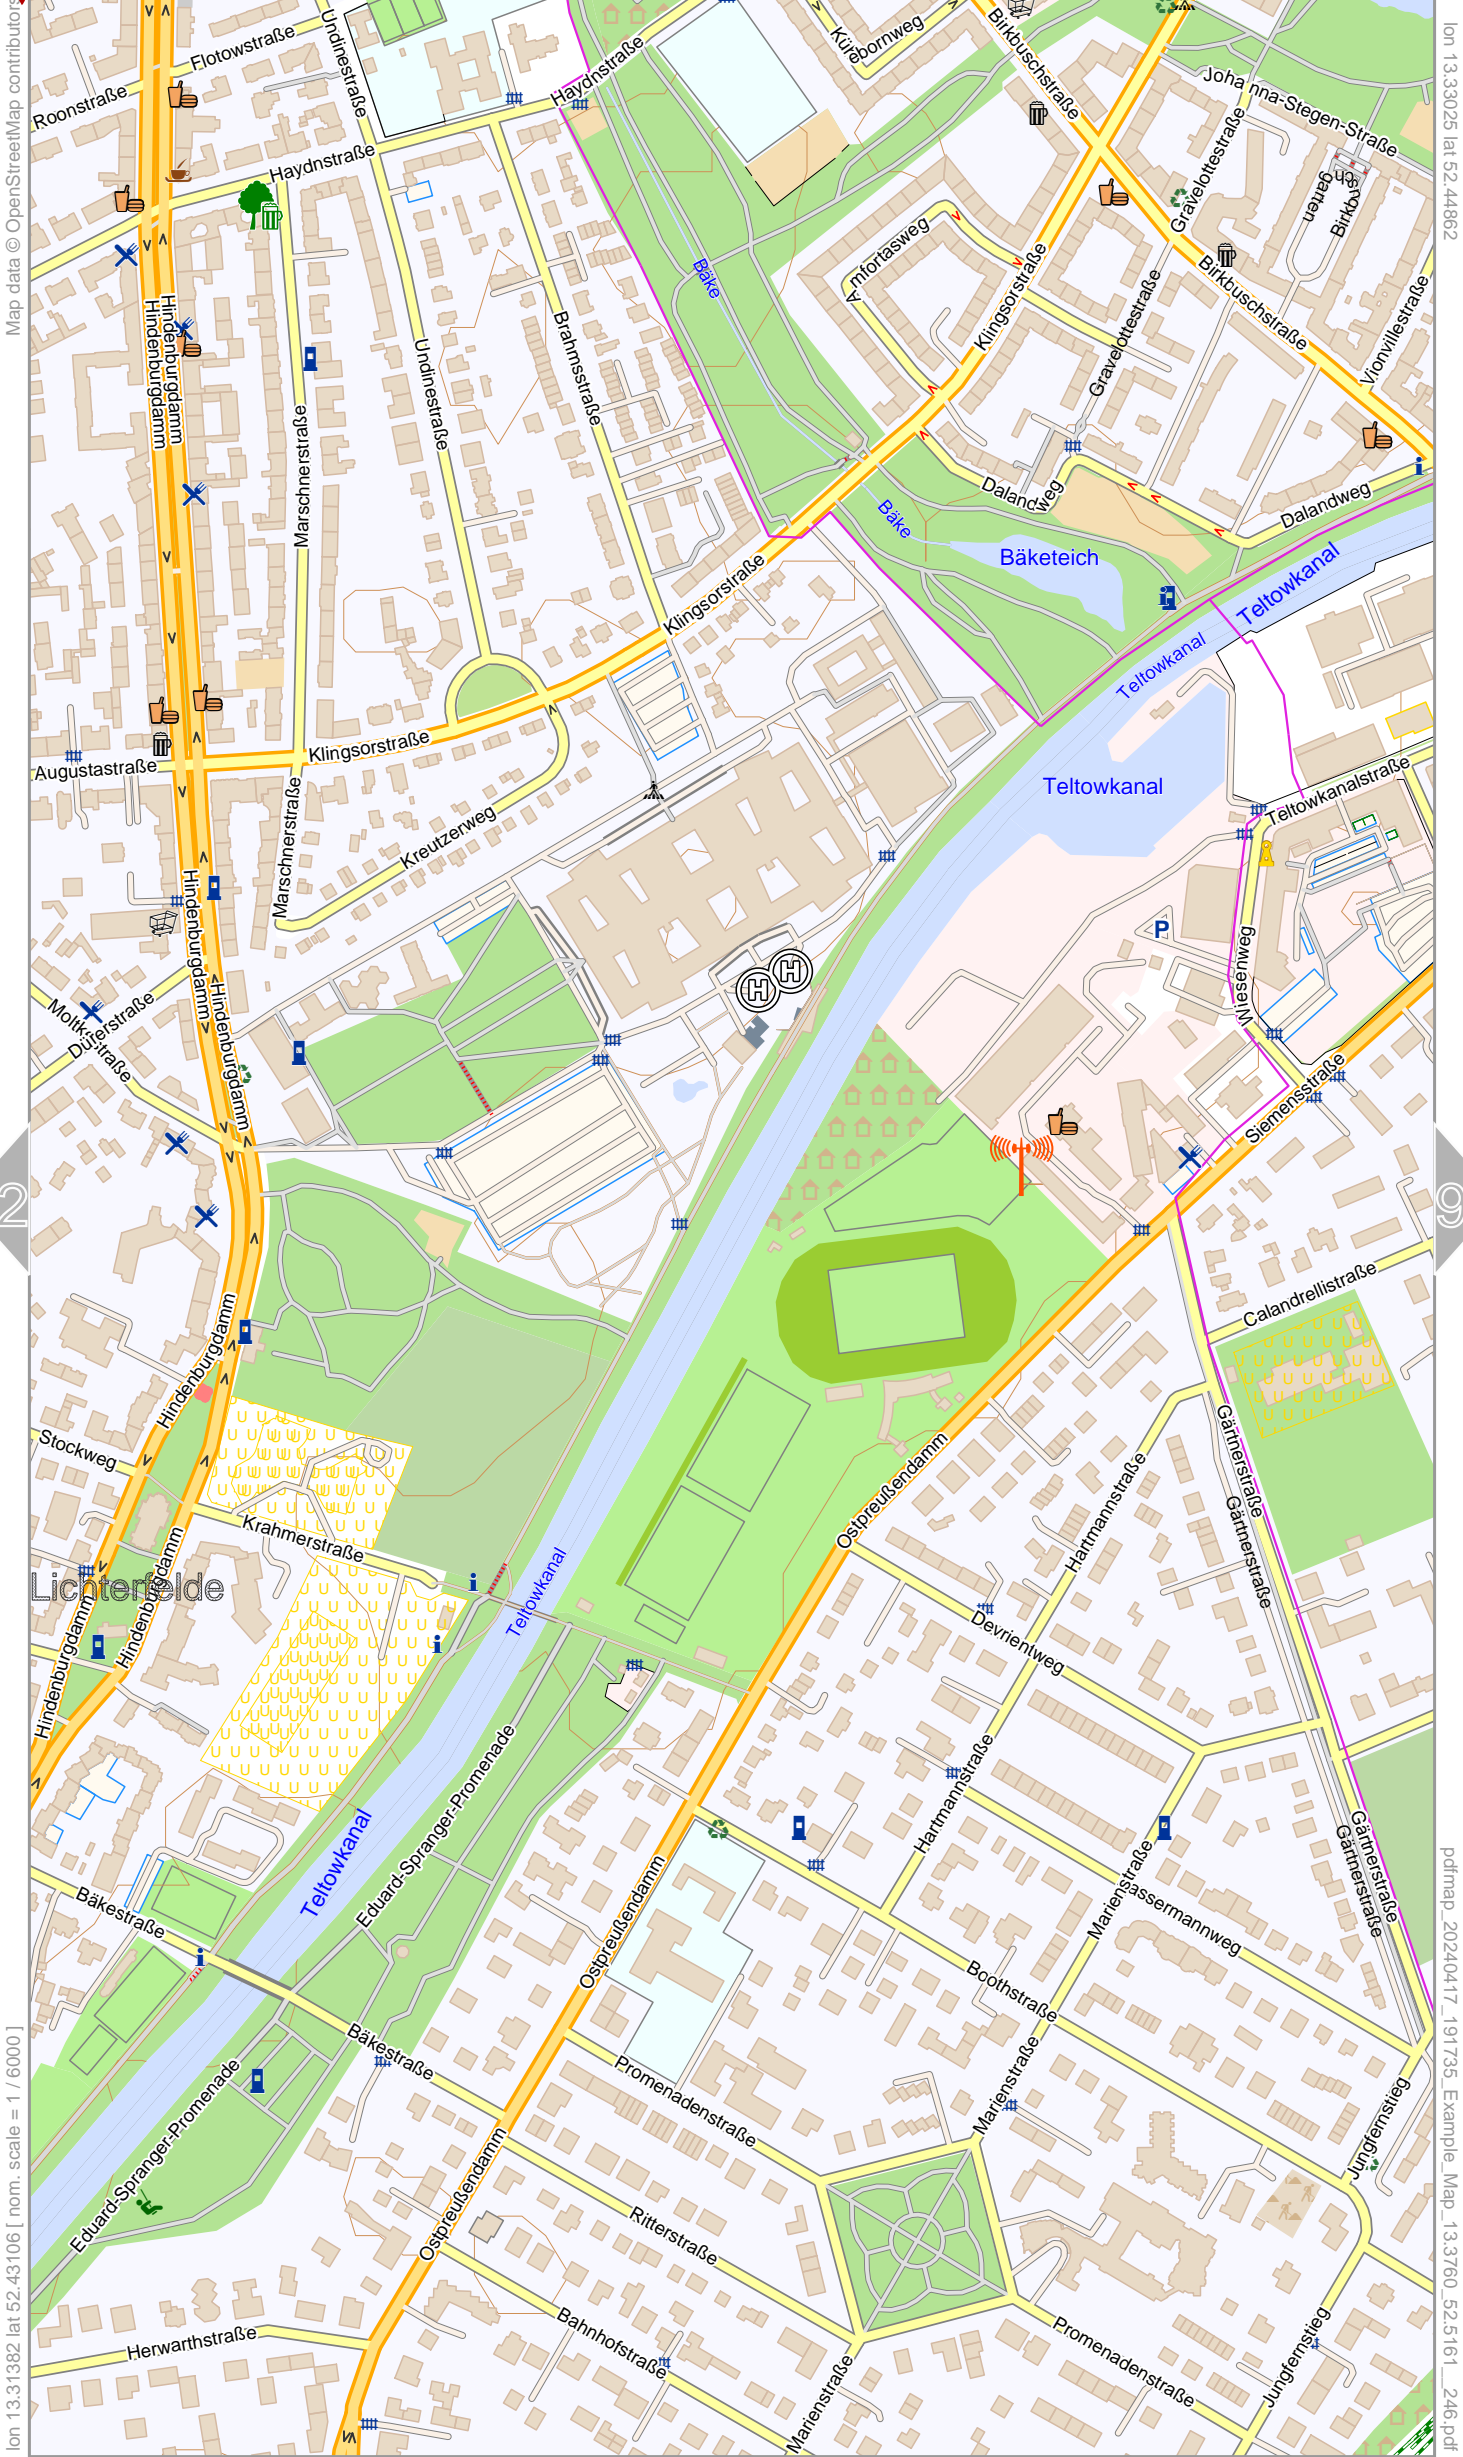 Map data © OpenStreetMap contributors
lon 13.33025 lat 52.44862
Flotowstraße
Undinestraße
Haydnstraße
Birkbuschstraße
Roonstraße
Johanna-Stegen-Straße
Haydnstraße
Gravelottestraße
Birkbuschgarten
Amfortasweg
Bäke
Birkbuschstraße
Klingsorstraße
Gravelottestraße
Vionvillestraße
Hindenburgdamm
Hindenburgdamm
Brahmsstraße
Undinestraße
Marschnerstraße
Dalandweg
Dalandweg
Bäke
Bäketeich
Teltowkanal
Klingsorstraße
Teltowkanal
Klingsorstraße
Augustastraße
Teltowkanal
Teltowkanalstraße
Marschnerstraße
Kreutzerweg
Hindenburgdamm
P
Wiesenweg
H
H
Moltkestraße
Dürerstraße
Hindenburgdamm
Siemensstraße
2
9
Calandrellistraße
Hindenburgdamm
Stockweg
Gärtnerstraße
Gärtnerstraße
Krahmerstraße
Ostpreußendamm
Hartmannstraße
Lichterfelde
Hindenburgdamm
Hindenburgdamm
Teltowkanal
Devrientweg
Eduard-Spranger-Promenade
Hartmannstraße
Teltowkanal
Gärtnerstraße
Gärtnerstraße
Bäkestraße
Ostpreußendamm
Marienstraße
assermannweg
Boothstraße
Bäkestraße
Promenadenstraße
Marienstraße
Jungfernstieg
Eduard-Spranger-Promenade
Ostpreußendamm
Ritterstraße
Herwarthstraße
Bahnhofstraße
Marienstraße
Promenadenstraße
Jungfernstieg
lon 13.31382 lat 52.43106 [ nom. scale = 1 / 6000 ]
pdfmap_20240417_191735_Example_Map_13.3760_52.5161__246.pdf